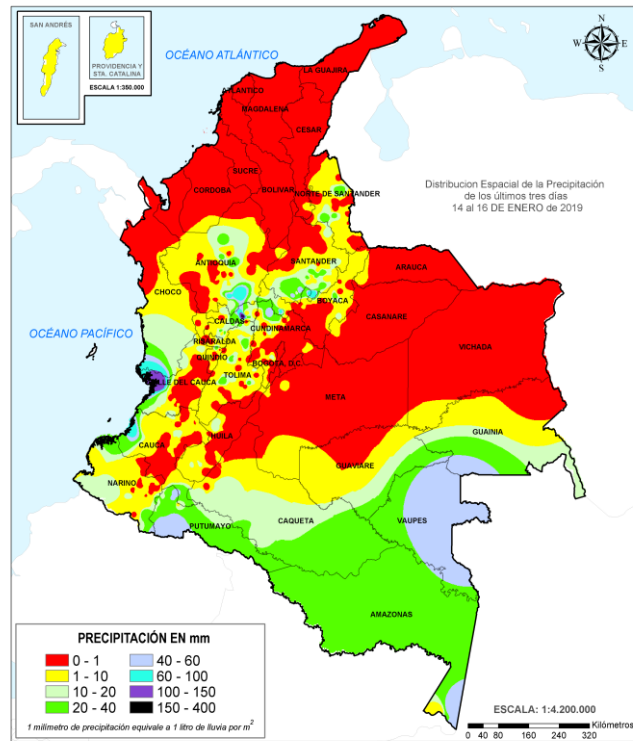 SAN ANDRÉS
PROVIDENCIA Y
STA. CATALINA
ESCALA 1:350.000
OCÉANO ATLÁNTICO
N
W E
S
LA GUAJIRA
ATLANTICO
MAGDALENA
CESAR
SUCRE
CORDOBA
BOLIVAR
NORTE DE SANTANDER
Distribucion Espacial de la Precipitación
de los últimos tres días
14 al 16 DE ENERO de 2019
ANTIOQUIA
SANTANDER
ARAUCA
CHOCO
BOYACA
CASANARE
OCÉANO PACÍFICO
CALDAS
CUNDINAMARCA
VICHADA
RISARALDA
QUINDIO
BOGOTA, D.C.
TOLIMA
VALLE DEL CAUCA
META
GUAINIA
CAUCA
HUILA
GUAVIARE
NARINO
PUTUMAYO
CAQUETA
VAUPES
AMAZONAS
PRECIPITACIÓN EN mm
0 - 1 40 - 60
1 - 10 60 - 100
10 - 20 100 - 150
20 - 40 150 - 400
1 milimetro de precipitación equivale a 1 litro de lluvia por m2
ESCALA: 1:4.200.000
Kilómetros
0 40 80 160 240 320